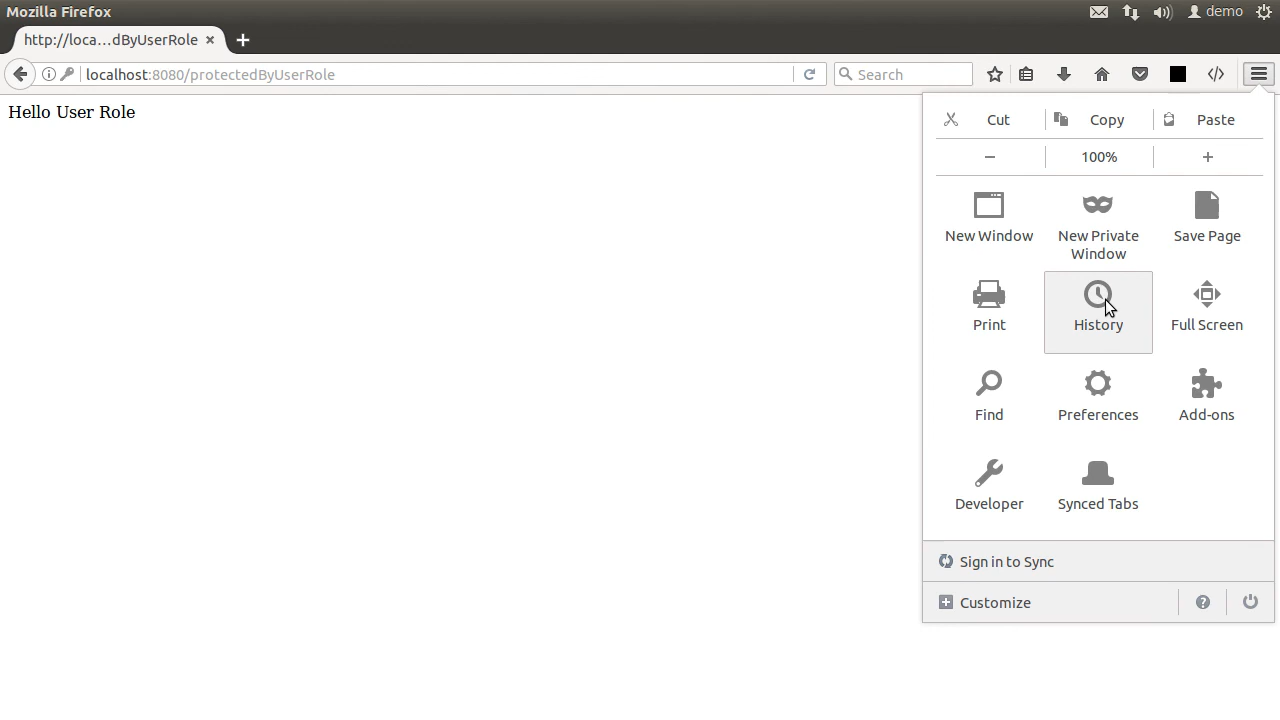 Mozilla Firefox
demo
http://loca...dByUserRole
localhost:8080/protectedByUserRole
Search
Hello User Role
Cut
Copy
Paste
100%
New Window
New Private
Window
Save Page
Print
History
Full Screen
Find
Preferences
Add-ons
Developer
Synced Tabs
Sign in to Sync
Customize